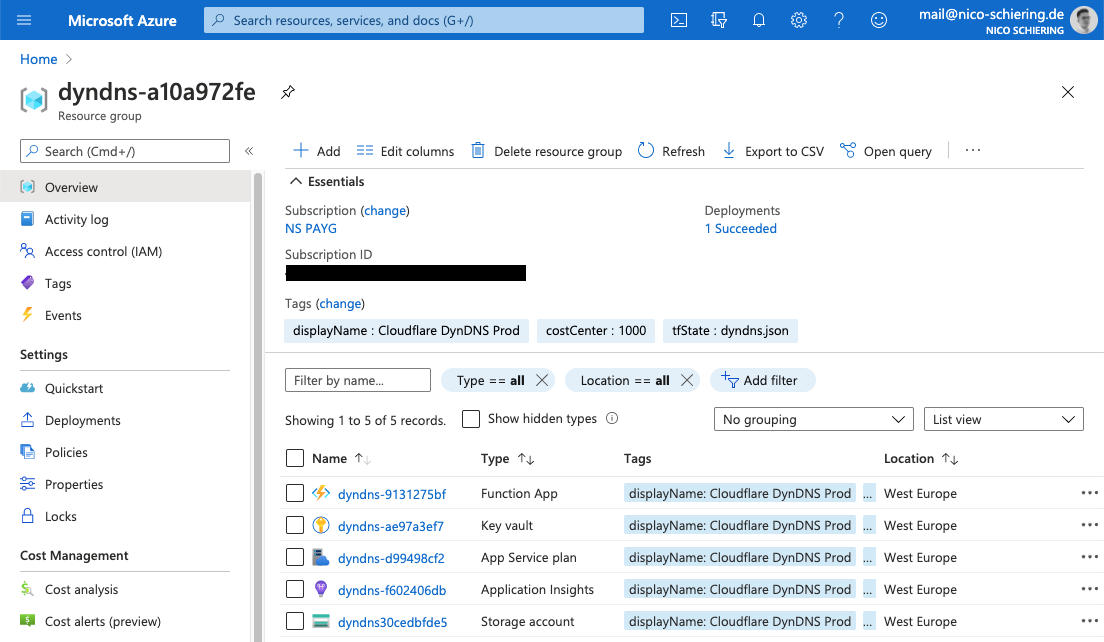 Microsoft Azure
Search resources, services, and docs (G+/)
mail@nico-schiering.de
NICO SCHIERING
Home
dyndns-a10a972fe
Resource group
Search (Cmd+/)
«
Overview
Activity log
Access control (IAM)
Tags
Events
Settings
Quickstart
Deployments
Policies
Properties
Locks
Cost Management
Cost analysis
Cost alerts (preview)
Add
Edit columns
Delete resource group
Refresh
Export to CSV
Open query
...
Essentials
Subscription (change)
NS PAYG
Deployments
1 Succeeded
Subscription ID
Tags (change)
displayName : Cloudflare DynDNS Prod
costCenter : 1000
tfState : dyndns.json
Filter by name...
Type == all
Location == all
Add filter
Showing 1 to 5 of 5 records.
Show hidden types
No grouping
List view
Name Type Tags Location
dyndns-9131275bf Function App displayName: Cloudflare DynDNS Prod ... West Europe
dyndns-ae97a3ef7 Key vault displayName: Cloudflare DynDNS Prod ... West Europe
dyndns-d99498cf2 App Service plan displayName: Cloudflare DynDNS Prod ... West Europe
dyndns-f602406db Application Insights displayName: Cloudflare DynDNS Prod ... West Europe
dyndns30cedbfde5 Storage account displayName: Cloudflare DynDNS Prod ... West Europe